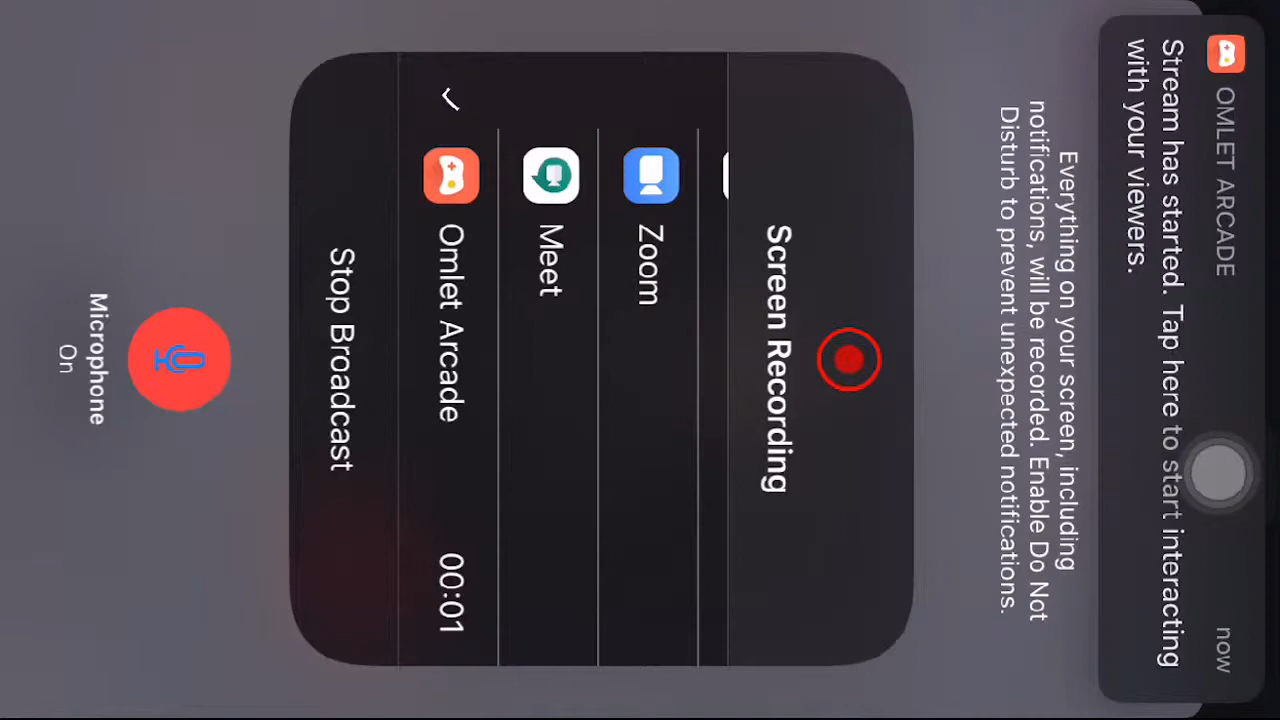 OMLET ARCADE
now
Stream has started. Tap here to start interacting
with your viewers.
Everything on your screen, including
notifications, will be recorded. Enable Do Not
Disturb to prevent unexpected notifications.
Screen Recording
Zoom
Meet
Omlet Arcade
00:01
Stop Broadcast
Microphone
On